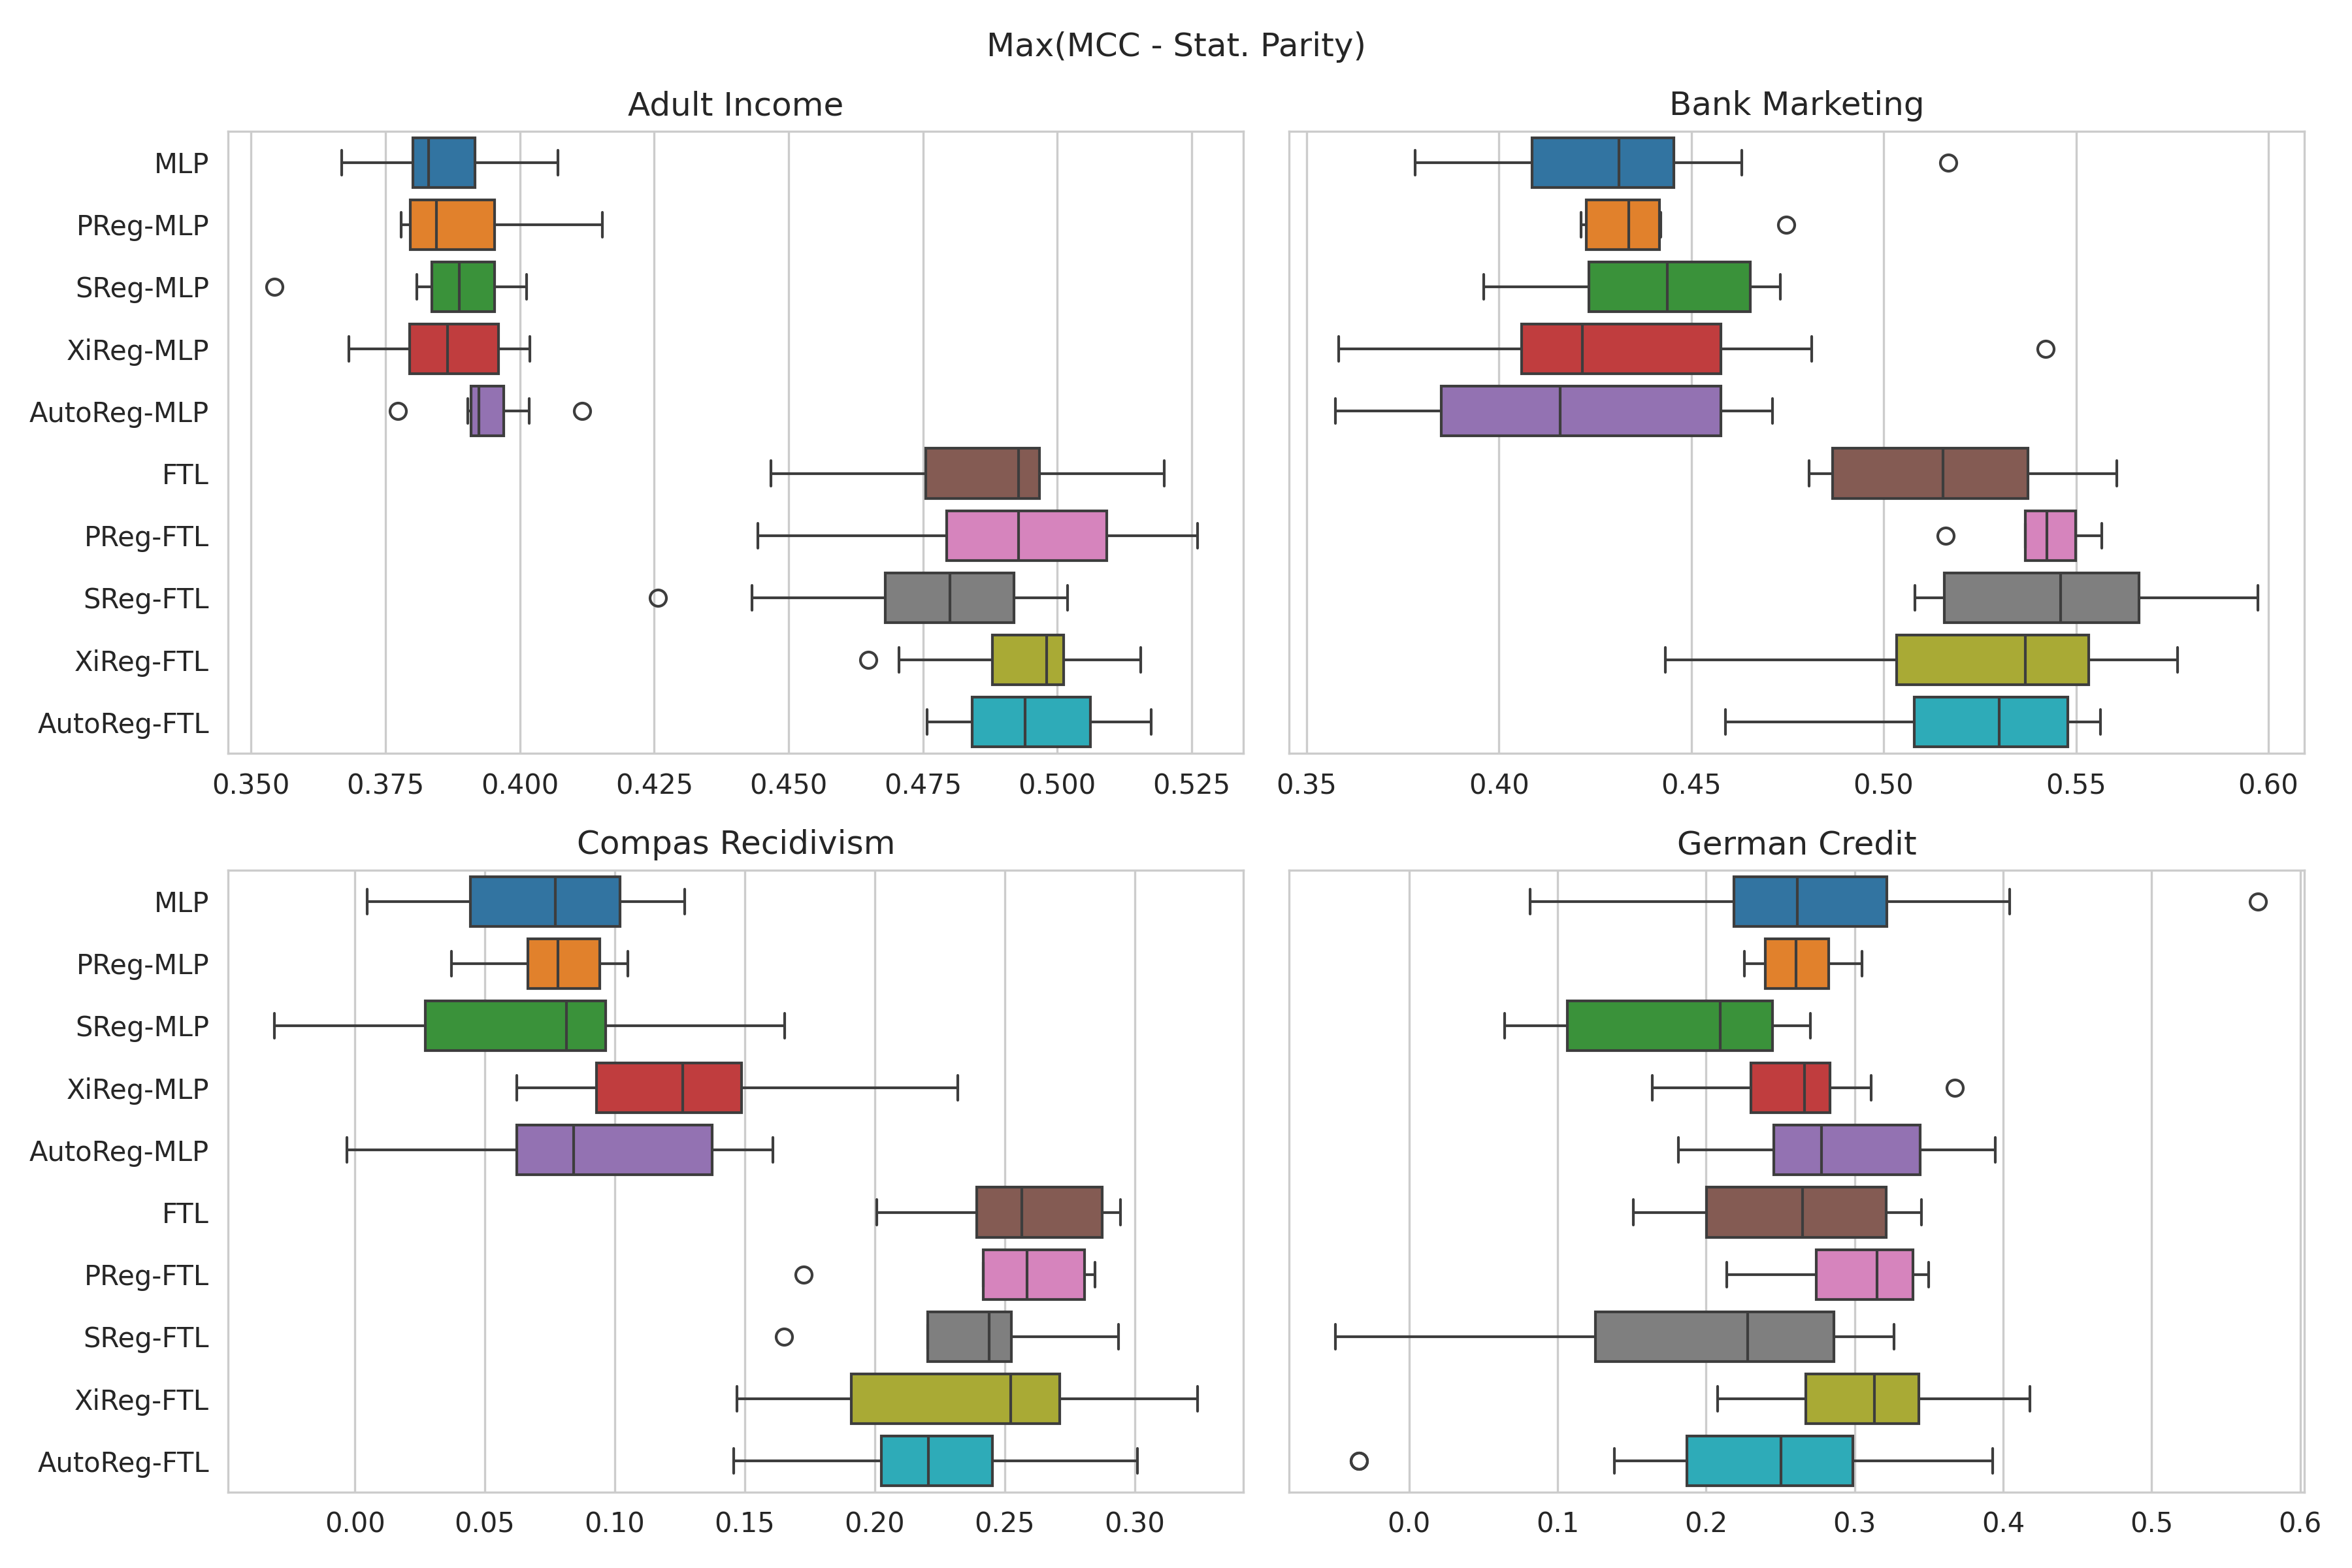 Max(MCC - Stat. Parity)
Adult Income
MLP
PReg-MLP
SReg-MLP
XiReg-MLP
AutoReg-MLP
FTL
PReg-FTL
SReg-FTL
XiReg-FTL
AutoReg-FTL
0.350 0.375 0.400 0.425 0.450 0.475 0.500 0.525
Bank Marketing
0.35 0.40 0.45 0.50 0.55 0.60
Compas Recidivism
MLP
PReg-MLP
SReg-MLP
XiReg-MLP
AutoReg-MLP
FTL
PReg-FTL
SReg-FTL
XiReg-FTL
AutoReg-FTL
0.00 0.05 0.10 0.15 0.20 0.25 0.30
German Credit
0.0 0.1 0.2 0.3 0.4 0.5 0.6